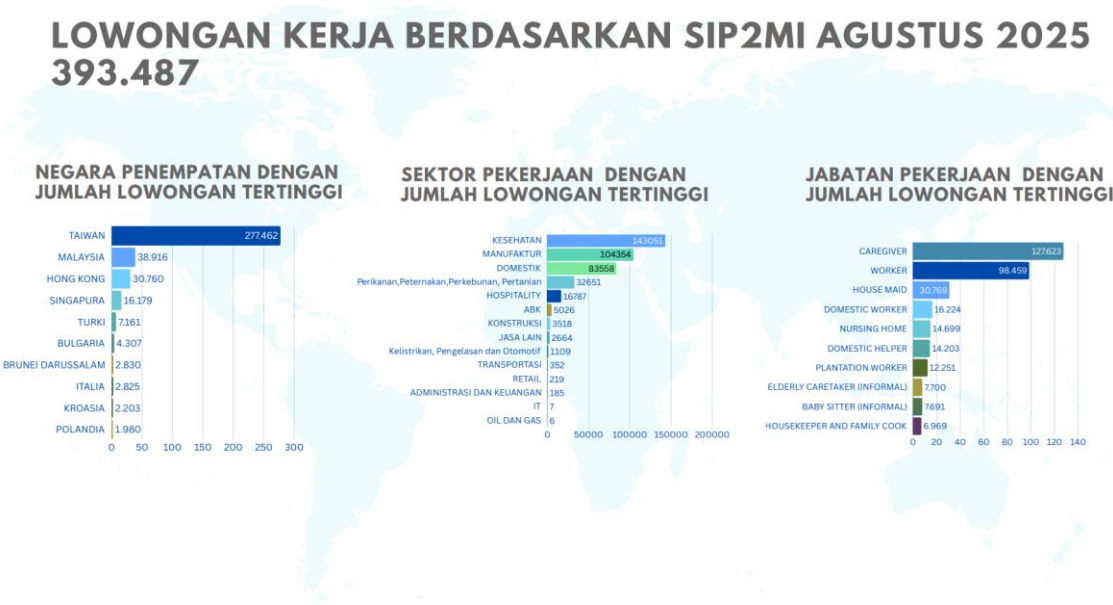 LOWONGAN KERJA BERDASARKAN SIP2MI AGUSTUS 2025
393.487
NEGARA PENEMPATAN DENGAN
JUMLAH LOWONGAN TERTINGGI
TAIWAN 277.462
MALAYSIA 38.916
HONG KONG 30.760
SINGAPURA 16.179
TURKI 7.161
BULGARIA 4.307
BRUNEI DARUSSALAM 2.830
ITALIA 2.825
KROASIA 2.203
POLANDIA 1.980
0 50 100 150 200 250 300
SEKTOR PEKERJAAN DENGAN
JUMLAH LOWONGAN TERTINGGI
KESEHATAN 143051
MANUFAKTUR 104354
DOMESTIK 83558
Perikanan,Peternakan,Perkebunan, Pertanian 32651
HOSPITALITY 16787
ABK 5026
KONSTRUKSI 3518
JASA LAIN 2664
Kelistrikan, Pengelasan dan Otomotif 1109
TRANSPORTASI 352
RETAIL 219
ADMINISTRASI DAN KEUANGAN 185
IT 7
OIL DAN GAS 6
0 50000 100000 150000 200000
JABATAN PEKERJAAN DENGAN
JUMLAH LOWONGAN TERTINGGI
CAREGIVER 127.623
WORKER 98.459
HOUSE MAID 30.769
DOMESTIC WORKER 16.224
NURSING HOME 14.699
DOMESTIC HELPER 14.203
PLANTATION WORKER 12.251
ELDERLY CARETAKER (INFORMAL) 7.700
BABY SITTER (INFORMAL) 7.691
HOUSEKEEPER AND FAMILY COOK 6.969
0 20 40 60 80 100 120 140